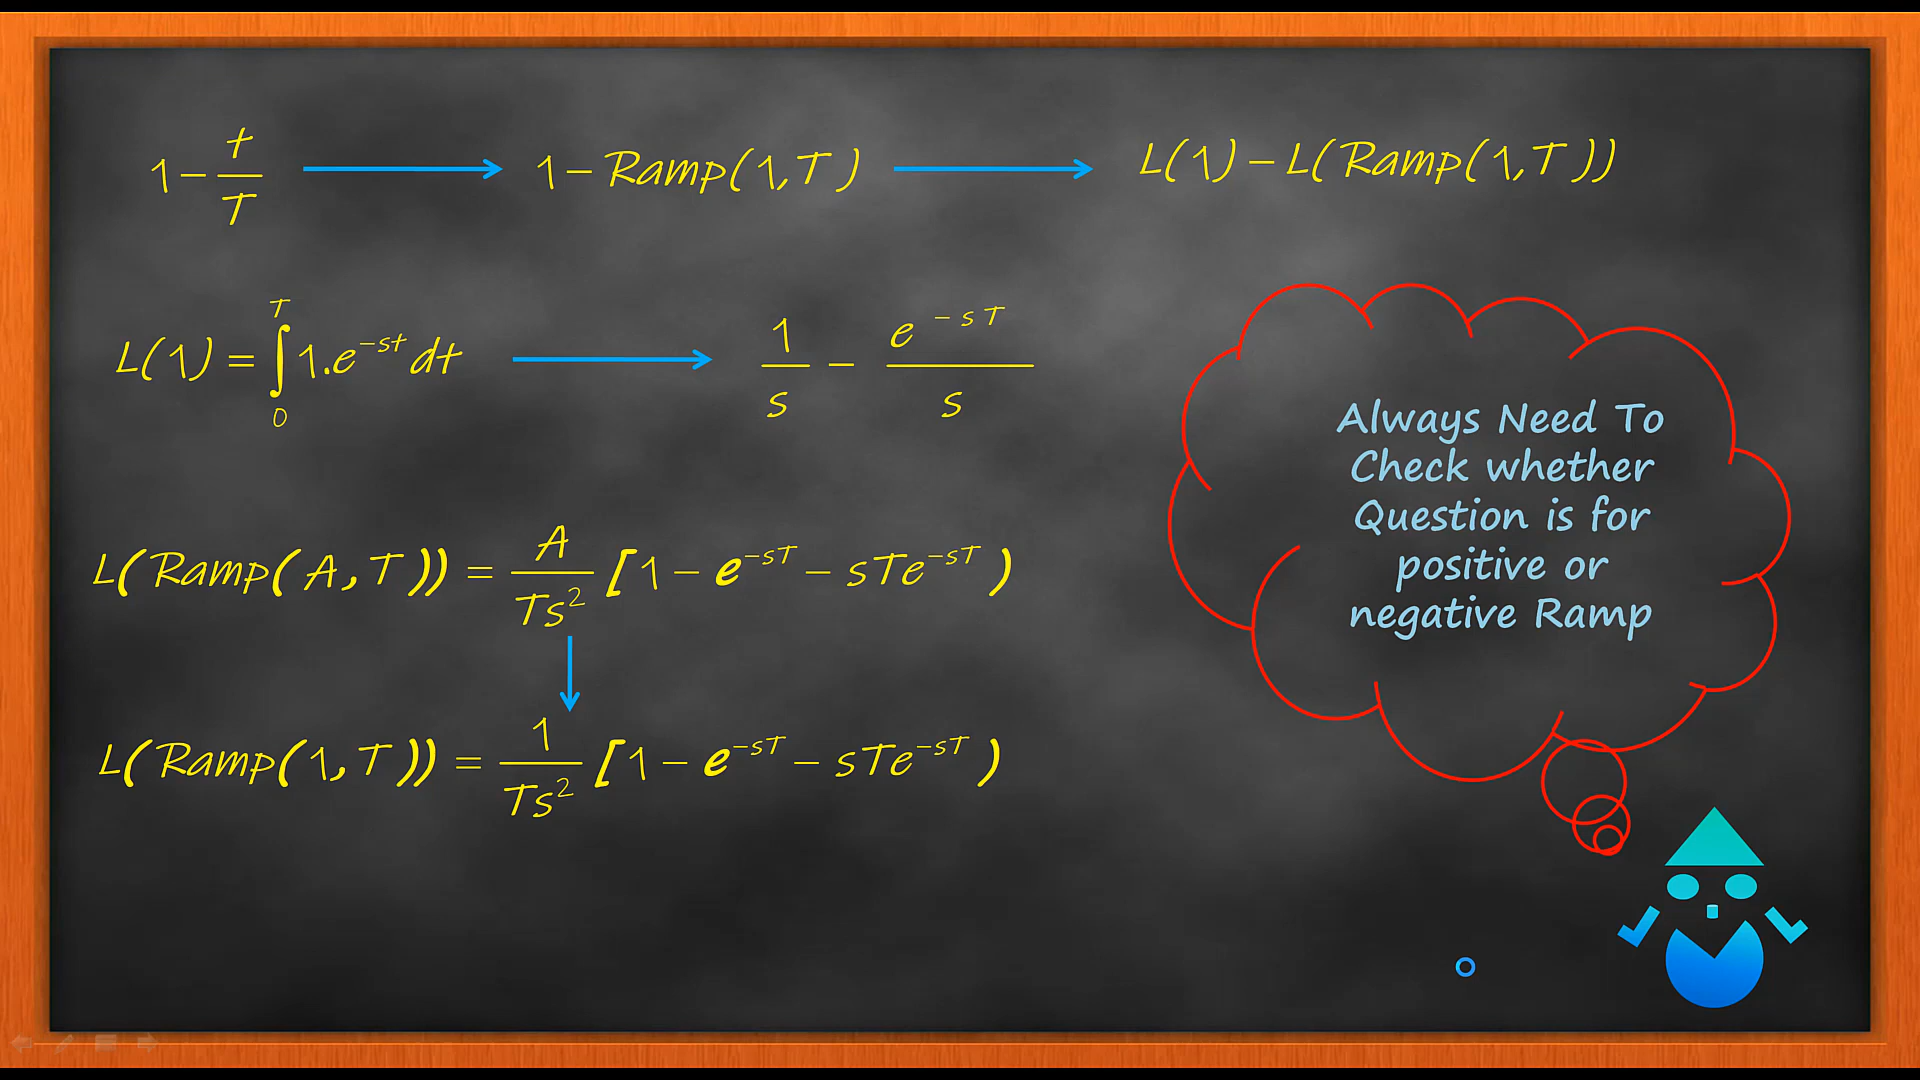 1 - t/T → 1 - Ramp(1,T) → L(1) - L(Ramp(1,T))
L(1) = ∫₀ᵀ 1.e^{-st} dt → 1/s - e^{-sT}/s
L(Ramp(A,T)) = A/Ts² [1 - e^{-sT} - sTe^{-sT})
L(Ramp(1,T)) = 1/Ts² [1 - e^{-sT} - sTe^{-sT})
Always Need To
Check whether
Question is for
positive or
negative Ramp